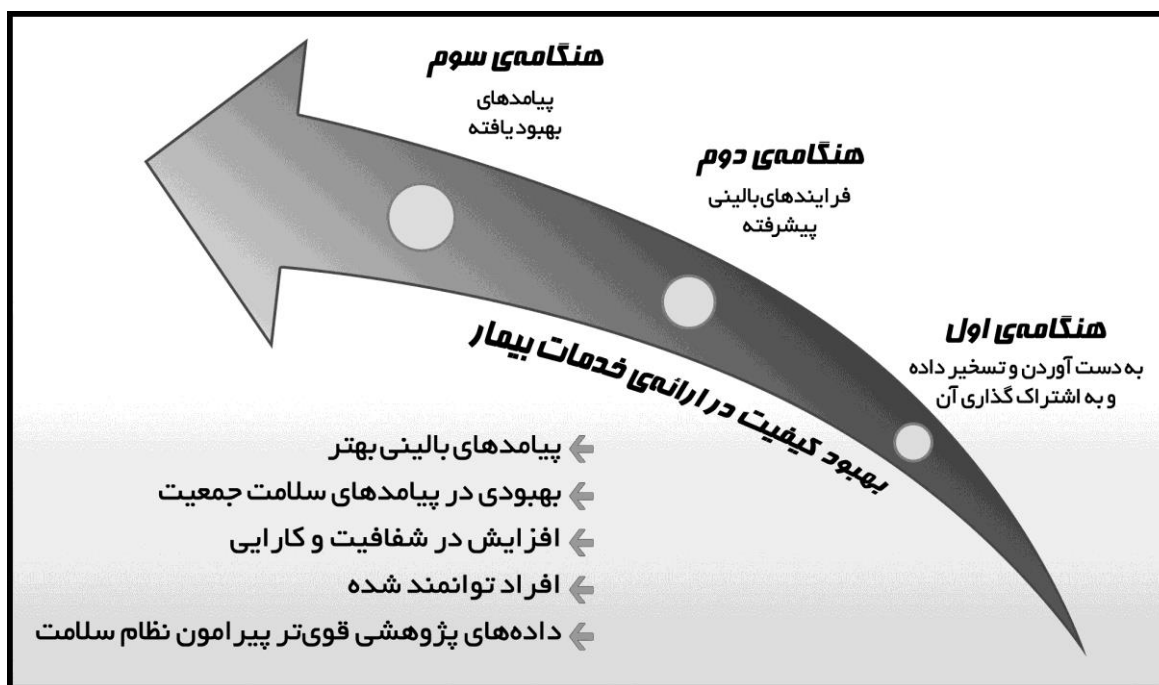 هنگامه‌ی سوم
پیامدهای
بهبود یافته
هنگامه‌ی دوم
فرایندهای بالینی
پیشرفته
هنگامه‌ی اول
به دست آوردن و تسخیر داده
و به اشتراک گذاری آن
بهبود کیفیت در ارائه‌ی خدمات بیمار
پیامدهای بالینی بهتر
بهبودی در پیامدهای سلامت جمعیت
افزایش در شفافیت و کارایی
افراد توانمند شده
داده‌های پژوهشی قوی‌تر پیرامون نظام سلامت